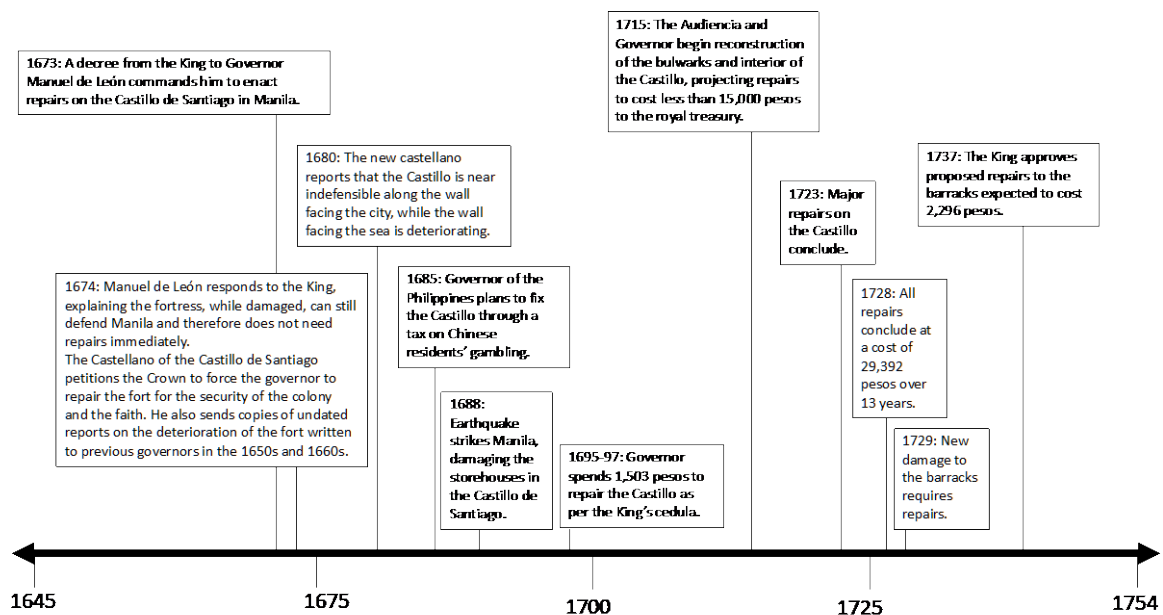 1673: A decree from the King to Governor
Manuel de León commands him to enact
repairs on the Castillo de Santiago in Manila.
1674: Manuel de León responds to the King,
explaining the fortress, while damaged, can still
defend Manila and therefore does not need
repairs immediately.
The Castellano of the Castillo de Santiago
petitions the Crown to force the governor to
repair the fort for the security of the colony
and the faith. He also sends copies of undated
reports on the deterioration of the fort written
to previous governors in the 1650s and 1660s.
1680: The new castellano
reports that the Castillo is near
indefensible along the wall
facing the city, while the wall
facing the sea is deteriorating.
1685: Governor of the
Philippines plans to fix
the Castillo through a
tax on Chinese
residents' gambling.
1688:
Earthquake
strikes Manila,
damaging the
storehouses in
the Castillo de
Santiago.
1695-97: Governor
spends 1,503 pesos to
repair the Castillo as
per the King's cedula.
1715: The Audiencia and
Governor begin reconstruction
of the bulwarks and interior of
the Castillo, projecting repairs
to cost less than 15,000 pesos
to the royal treasury.
1723: Major
repairs on
the Castillo
conclude.
1728: All
repairs
conclude at
a cost of
29,392
pesos over
13 years.
1729: New
damage to
the barracks
requires
repairs.
1737: The King approves
proposed repairs to the
barracks expected to cost
2,296 pesos.
1645
1675
1700
1725
1754